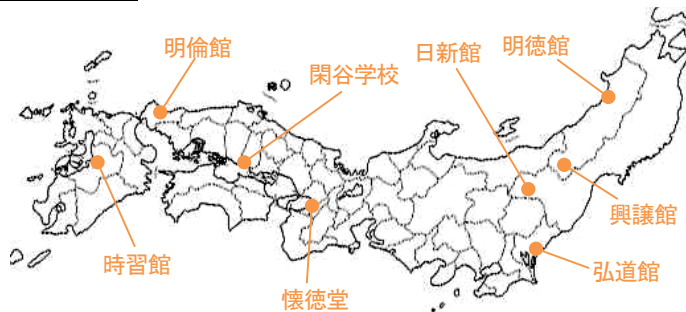 明倫館
閑谷学校
日新館
明徳館
興譲館
弘道館
時習館
懐徳堂